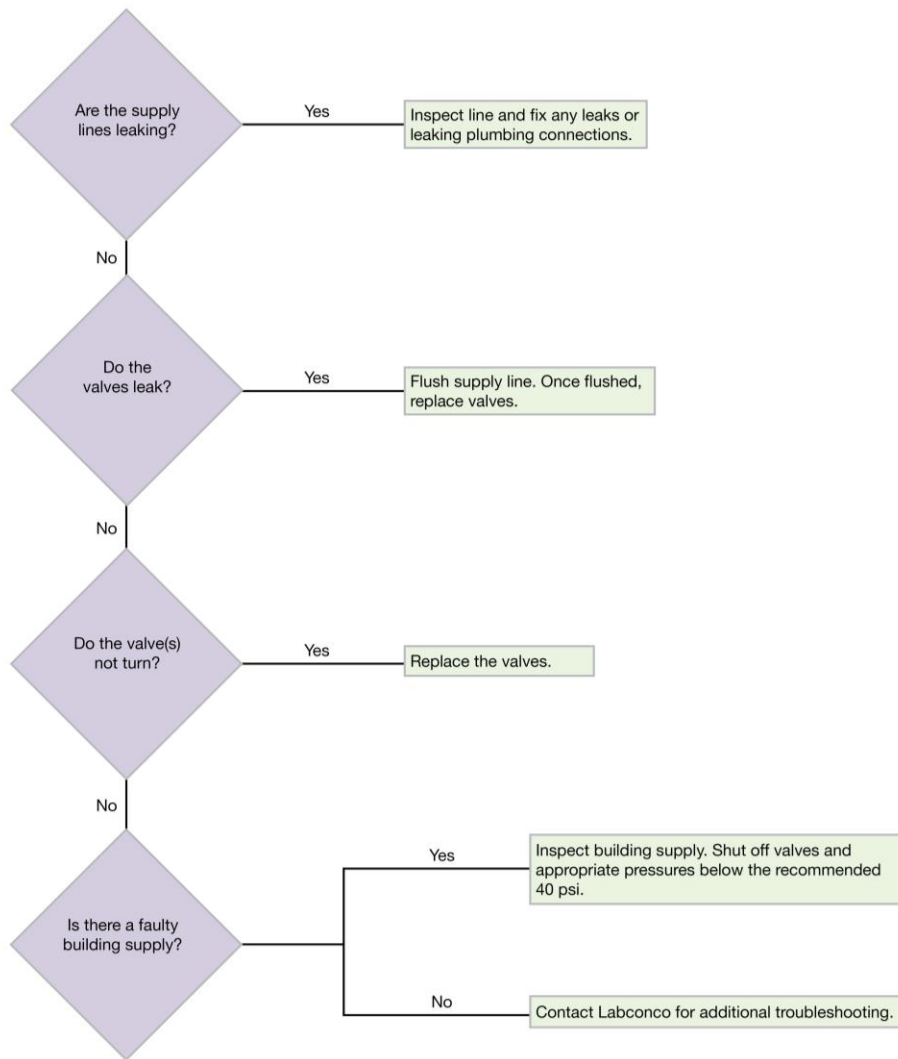 Are the supply
lines leaking?
Yes
Inspect line and fix any leaks or
leaking plumbing connections.
No
Do the
valves leak?
Yes
Flush supply line. Once flushed,
replace valves.
No
Do the valve(s)
not turn?
Yes
Replace the valves.
No
Is there a faulty
building supply?
Yes
Inspect building supply. Shut off valves and
appropriate pressures below the recommended
40 psi.
No
Contact Labconco for additional troubleshooting.